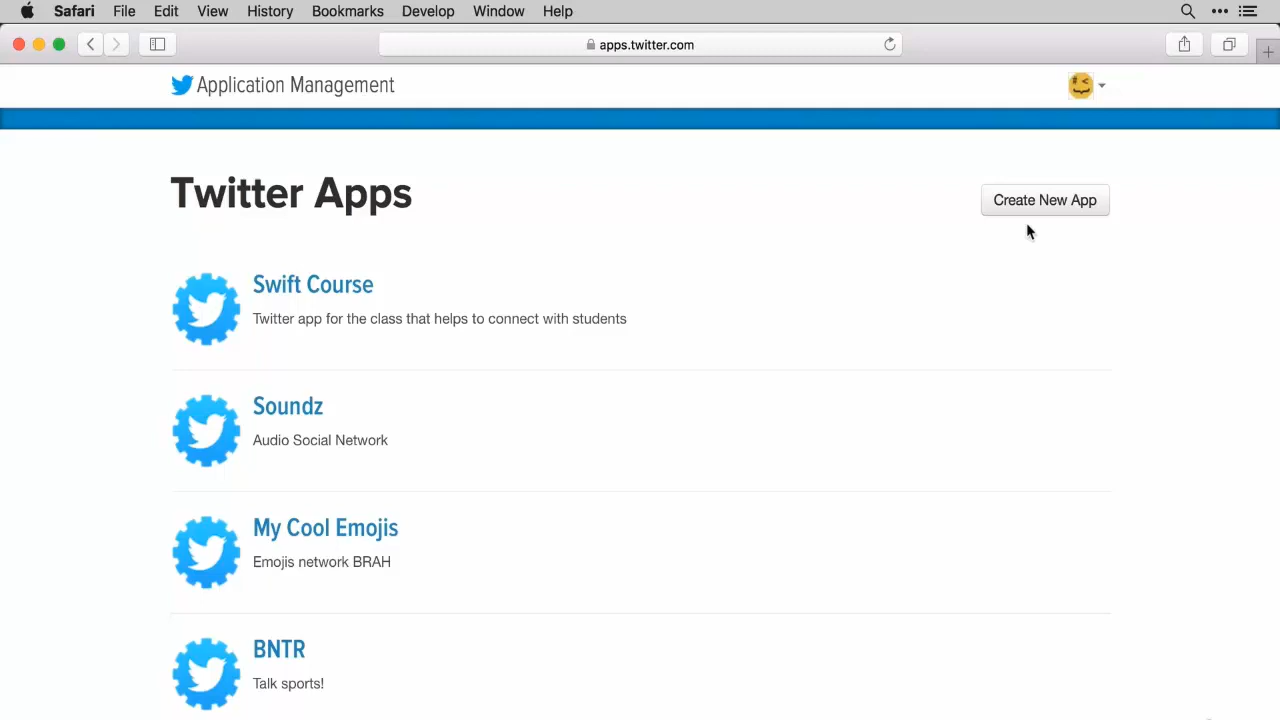 Safari File Edit View History Bookmarks Develop Window Help
apps.twitter.com
Application Management
Twitter Apps
Create New App
Swift Course
Twitter app for the class that helps to connect with students
Soundz
Audio Social Network
My Cool Emojis
Emojis network BRAH
BNTR
Talk sports!